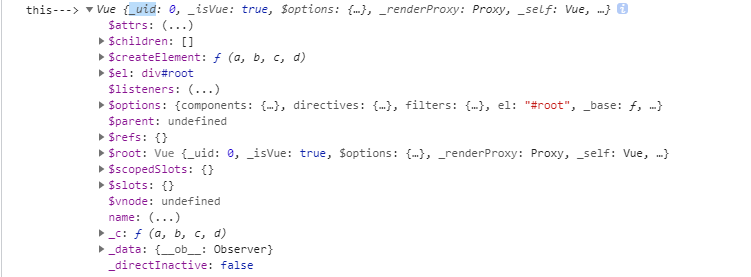 this---> ▼Vue {_uid: 0, _isVue: true, $options: {…}, _renderProxy: Proxy, _self: Vue, …} i
$attrs: (...)
▶$children: []
▶$createElement: ƒ (a, b, c, d)
▶$el: div#root
$listeners: (...)
▶$options: {components: {…}, directives: {…}, filters: {…}, el: "#root", _base: ƒ, …}
$parent: undefined
▶$refs: {}
▶$root: Vue {_uid: 0, _isVue: true, $options: {…}, _renderProxy: Proxy, _self: Vue, …}
▶$scopedSlots: {}
▶$slots: {}
$vnode: undefined
name: (...)
▶_c: ƒ (a, b, c, d)
▶_data: {__ob__: Observer}
_directInactive: false